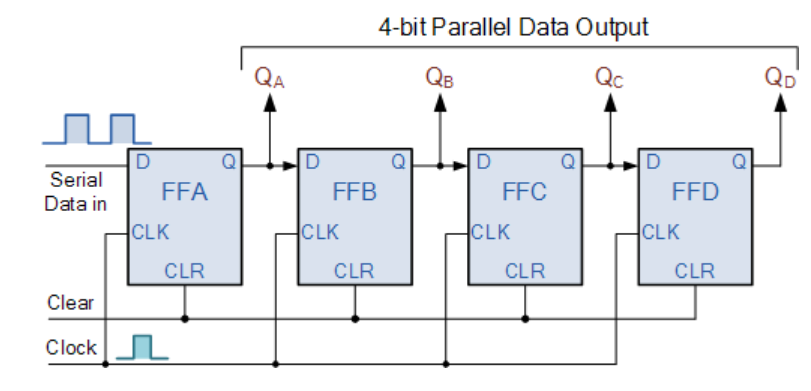 4-bit Parallel Data Output
QA QB QC QD
D Q D Q D Q D Q
Serial
Data in
FFA FFB FFC FFD
CLK CLK CLK CLK
CLR CLR CLR CLR
Clear
Clock